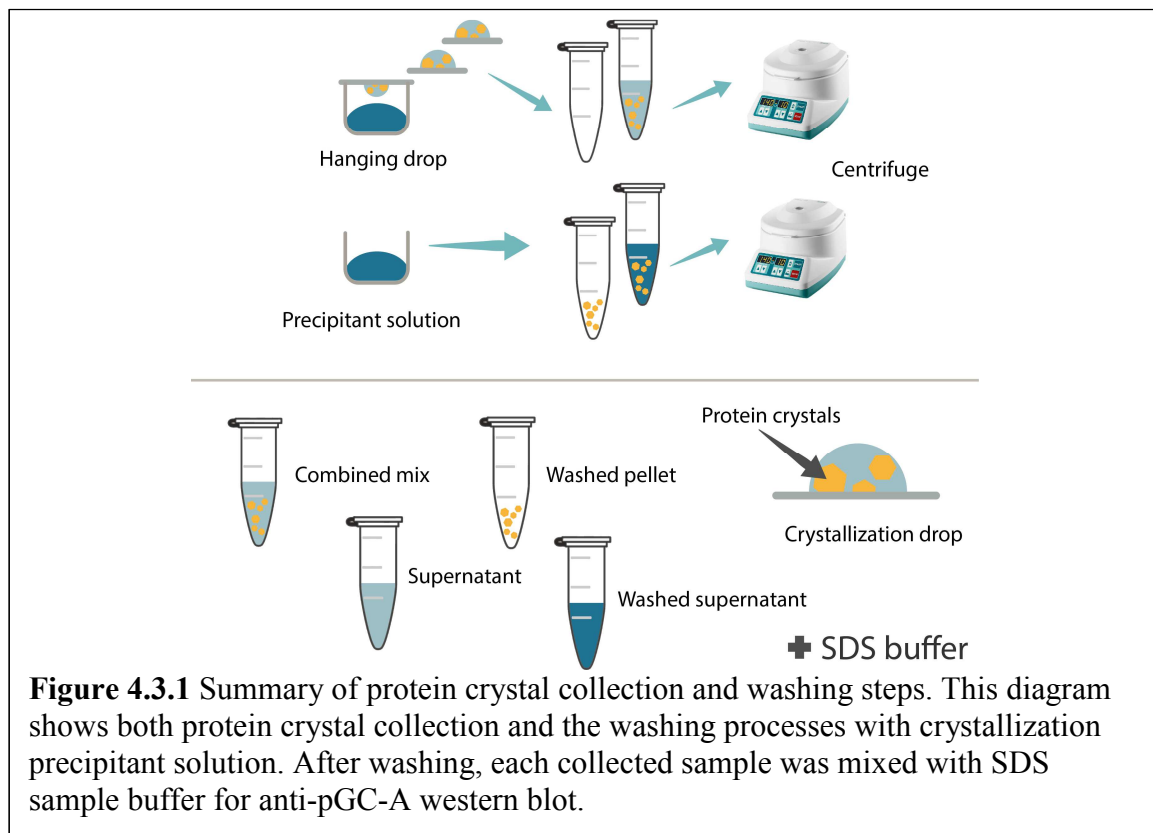 Hanging drop
Centrifuge
Precipitant solution
Protein crystals
Combined mix
Washed pellet
Crystallization drop
Supernatant
Washed supernatant
+ SDS buffer
Figure 4.3.1 Summary of protein crystal collection and washing steps. This diagram
shows both protein crystal collection and the washing processes with crystallization
precipitant solution. After washing, each collected sample was mixed with SDS
sample buffer for anti-pGC-A western blot.